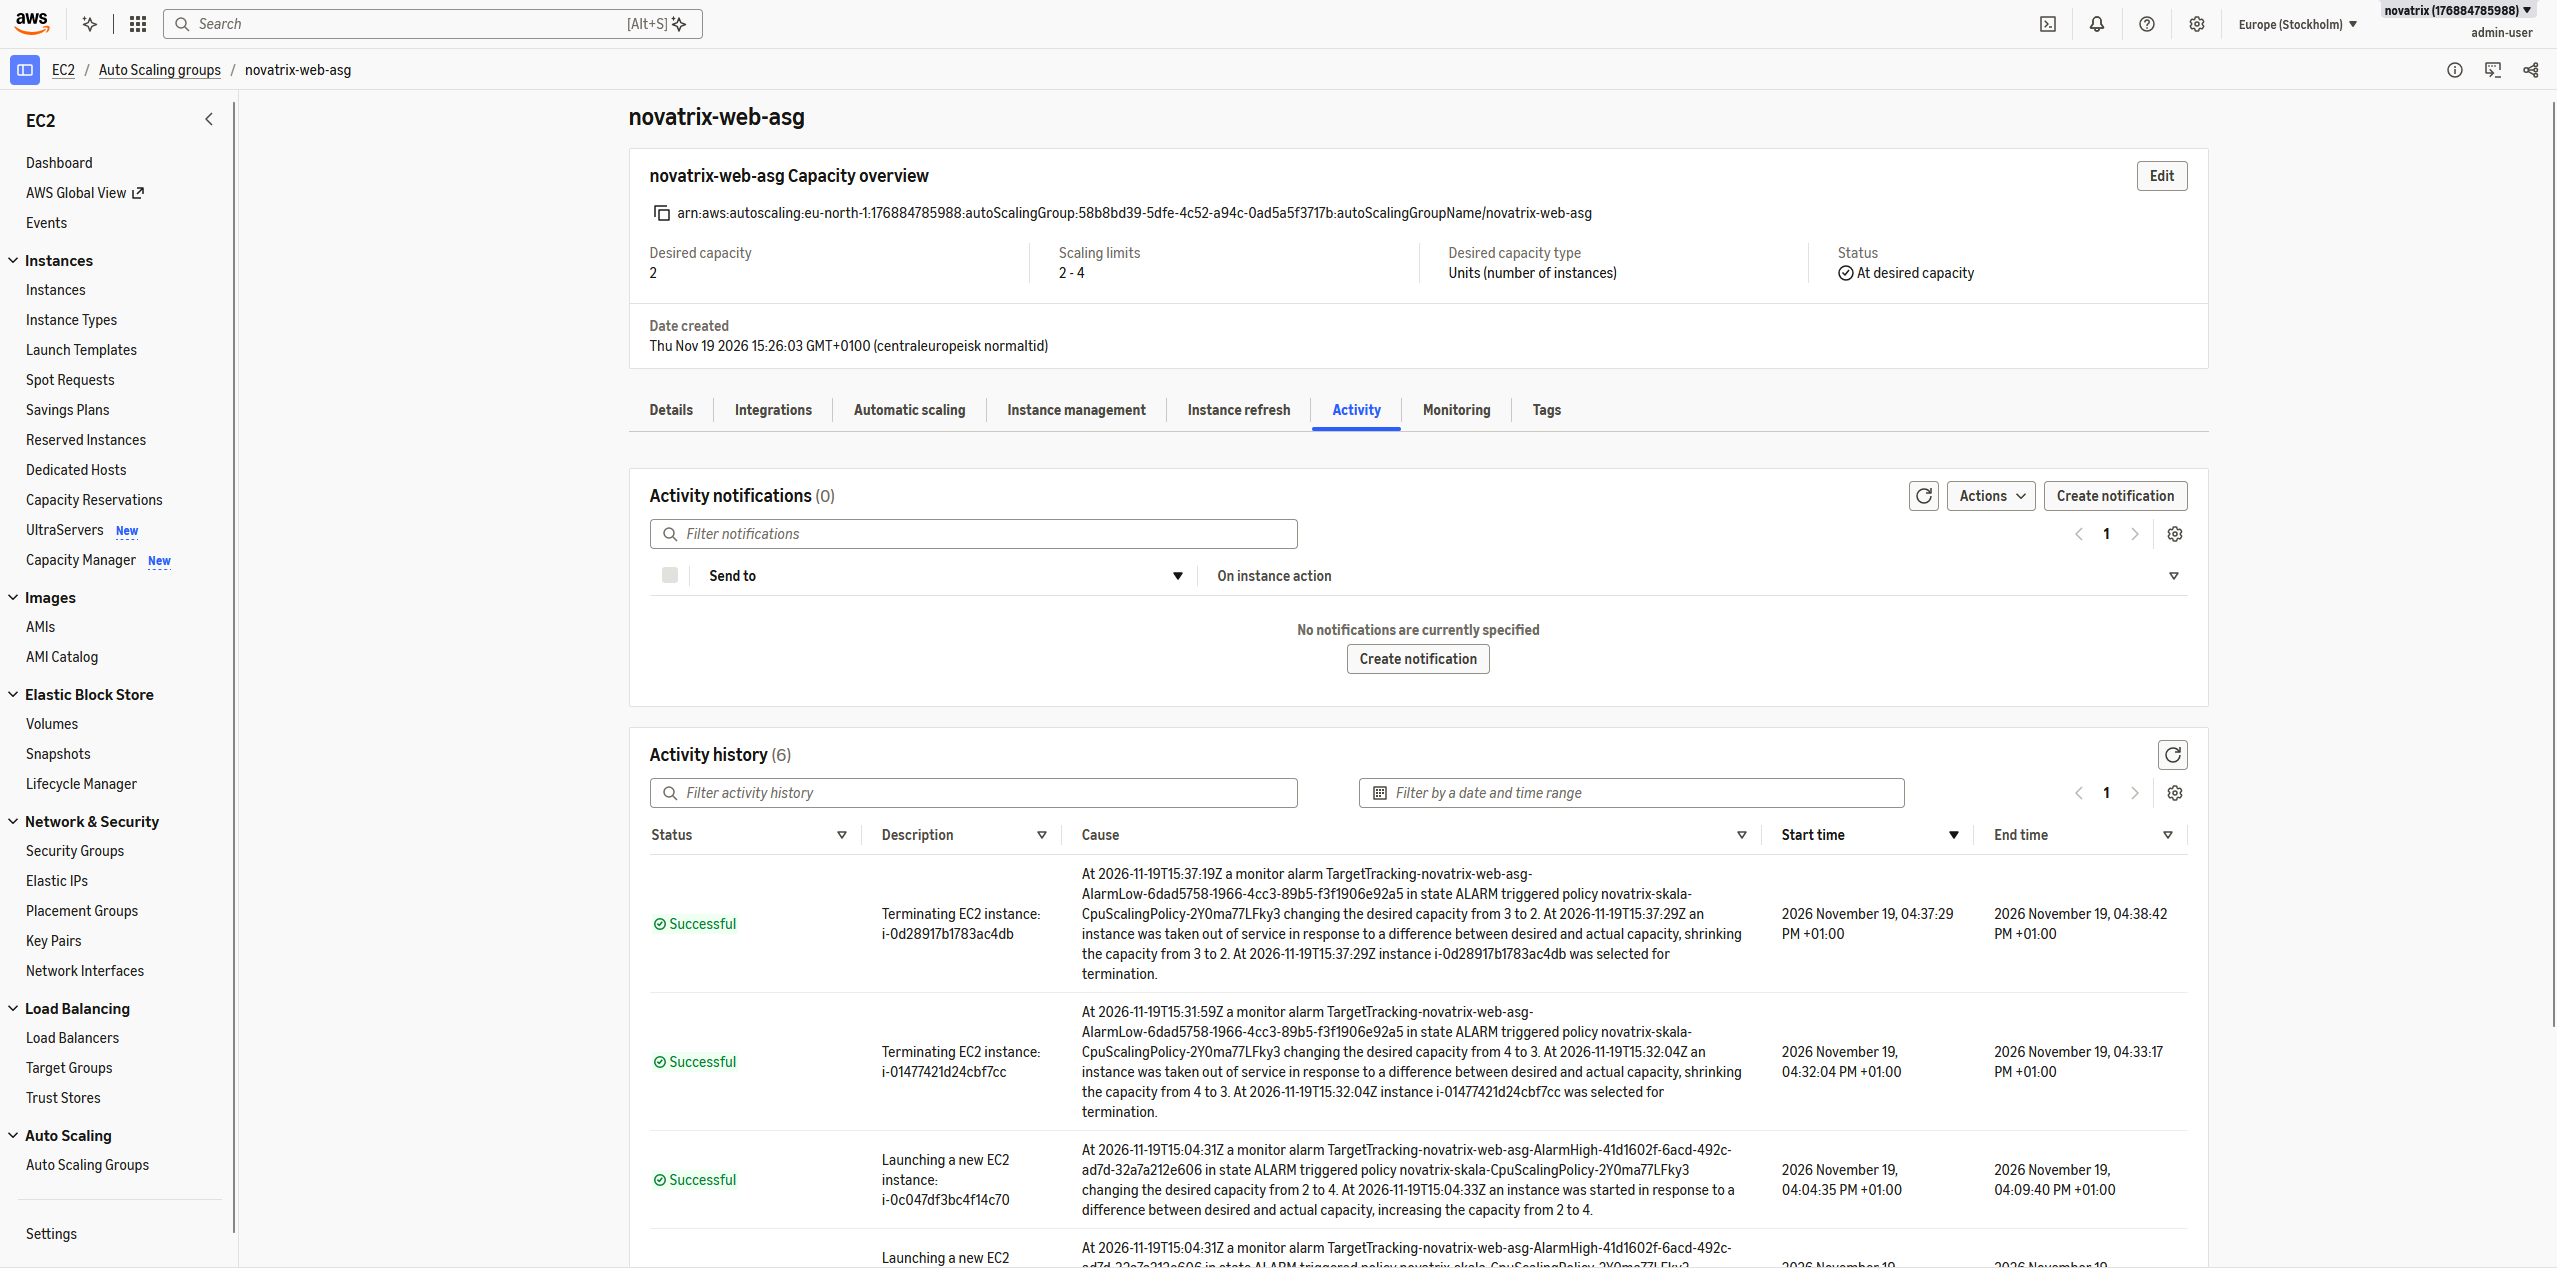 aws
Search [Alt+S]
Europe (Stockholm)
novatrix (176884785988)
admin-user
EC2 / Auto Scaling groups / novatrix-web-asg
EC2
Dashboard
AWS Global View
Events
Instances
Instances
Instance Types
Launch Templates
Spot Requests
Savings Plans
Reserved Instances
Dedicated Hosts
Capacity Reservations
UltraServers New
Capacity Manager New
Images
AMIs
AMI Catalog
Elastic Block Store
Volumes
Snapshots
Lifecycle Manager
Network & Security
Security Groups
Elastic IPs
Placement Groups
Key Pairs
Network Interfaces
Load Balancing
Load Balancers
Target Groups
Trust Stores
Auto Scaling
Auto Scaling Groups
Settings
novatrix-web-asg
novatrix-web-asg Capacity overview
Edit
arn:aws:autoscaling:eu-north-1:176884785988:autoScalingGroup:58b8bd39-5dfe-4c52-a94c-0ad5a5f3717b:autoScalingGroupName/novatrix-web-asg
Desired capacity
2
Scaling limits
2 - 4
Desired capacity type
Units (number of instances)
Status
At desired capacity
Date created
Thu Nov 19 2026 15:26:03 GMT+0100 (centraleuropeisk normaltid)
Details
Integrations
Automatic scaling
Instance management
Instance refresh
Activity
Monitoring
Tags
Activity notifications (0)
Actions
Create notification
Filter notifications
1
Send to
On instance action
No notifications are currently specified
Create notification
Activity history (6)
Filter activity history
Filter by a date and time range
1
Status
Description
Cause
Start time
End time
Successful
Terminating EC2 instance:
i-0d28917b1783ac4db
At 2026-11-19T15:37:19Z a monitor alarm TargetTracking-novatrix-web-asg-
AlarmLow-6dad5758-1966-4cc3-89b5-f3f1906e92a5 in state ALARM triggered policy novatrix-skala-
CpuScalingPolicy-2Y0ma77LFky3 changing the desired capacity from 3 to 2. At 2026-11-19T15:37:29Z an
instance was taken out of service in response to a difference between desired and actual capacity, shrinking
the capacity from 3 to 2. At 2026-11-19T15:37:29Z instance i-0d28917b1783ac4db was selected for
termination.
2026 November 19, 04:37:29
PM +01:00
2026 November 19, 04:38:42
PM +01:00
Successful
Terminating EC2 instance:
i-01477421d24cbf7cc
At 2026-11-19T15:31:59Z a monitor alarm TargetTracking-novatrix-web-asg-
AlarmLow-6dad5758-1966-4cc3-89b5-f3f1906e92a5 in state ALARM triggered policy novatrix-skala-
CpuScalingPolicy-2Y0ma77LFky3 changing the desired capacity from 4 to 3. At 2026-11-19T15:32:04Z an
instance was taken out of service in response to a difference between desired and actual capacity, shrinking
the capacity from 4 to 3. At 2026-11-19T15:32:04Z instance i-01477421d24cbf7cc was selected for
termination.
2026 November 19,
04:32:04 PM +01:00
2026 November 19, 04:33:17
PM +01:00
Successful
Launching a new EC2
instance:
i-0c047df3bc4f14c70
At 2026-11-19T15:04:31Z a monitor alarm TargetTracking-novatrix-web-asg-AlarmHigh-41d1602f-6acd-492c-
ad7d-32a7a212e606 in state ALARM triggered policy novatrix-skala-CpuScalingPolicy-2Y0ma77LFky3
changing the desired capacity from 2 to 4. At 2026-11-19T15:04:33Z an instance was started in response to a
difference between desired and actual capacity, increasing the capacity from 2 to 4.
2026 November 19,
04:04:35 PM +01:00
2026 November 19,
04:09:40 PM +01:00
Launching a new EC2
At 2026-11-19T15:04:31Z a monitor alarm TargetTracking-novatrix-web-asg-AlarmHigh-41d1602f-6acd-492c-
ad7d-32a7a212e606 in state ALARM triggered policy novatrix-skala-CpuScalingPolicy-2Y0ma77LFky3
2026 November 19,
2026 November 19,